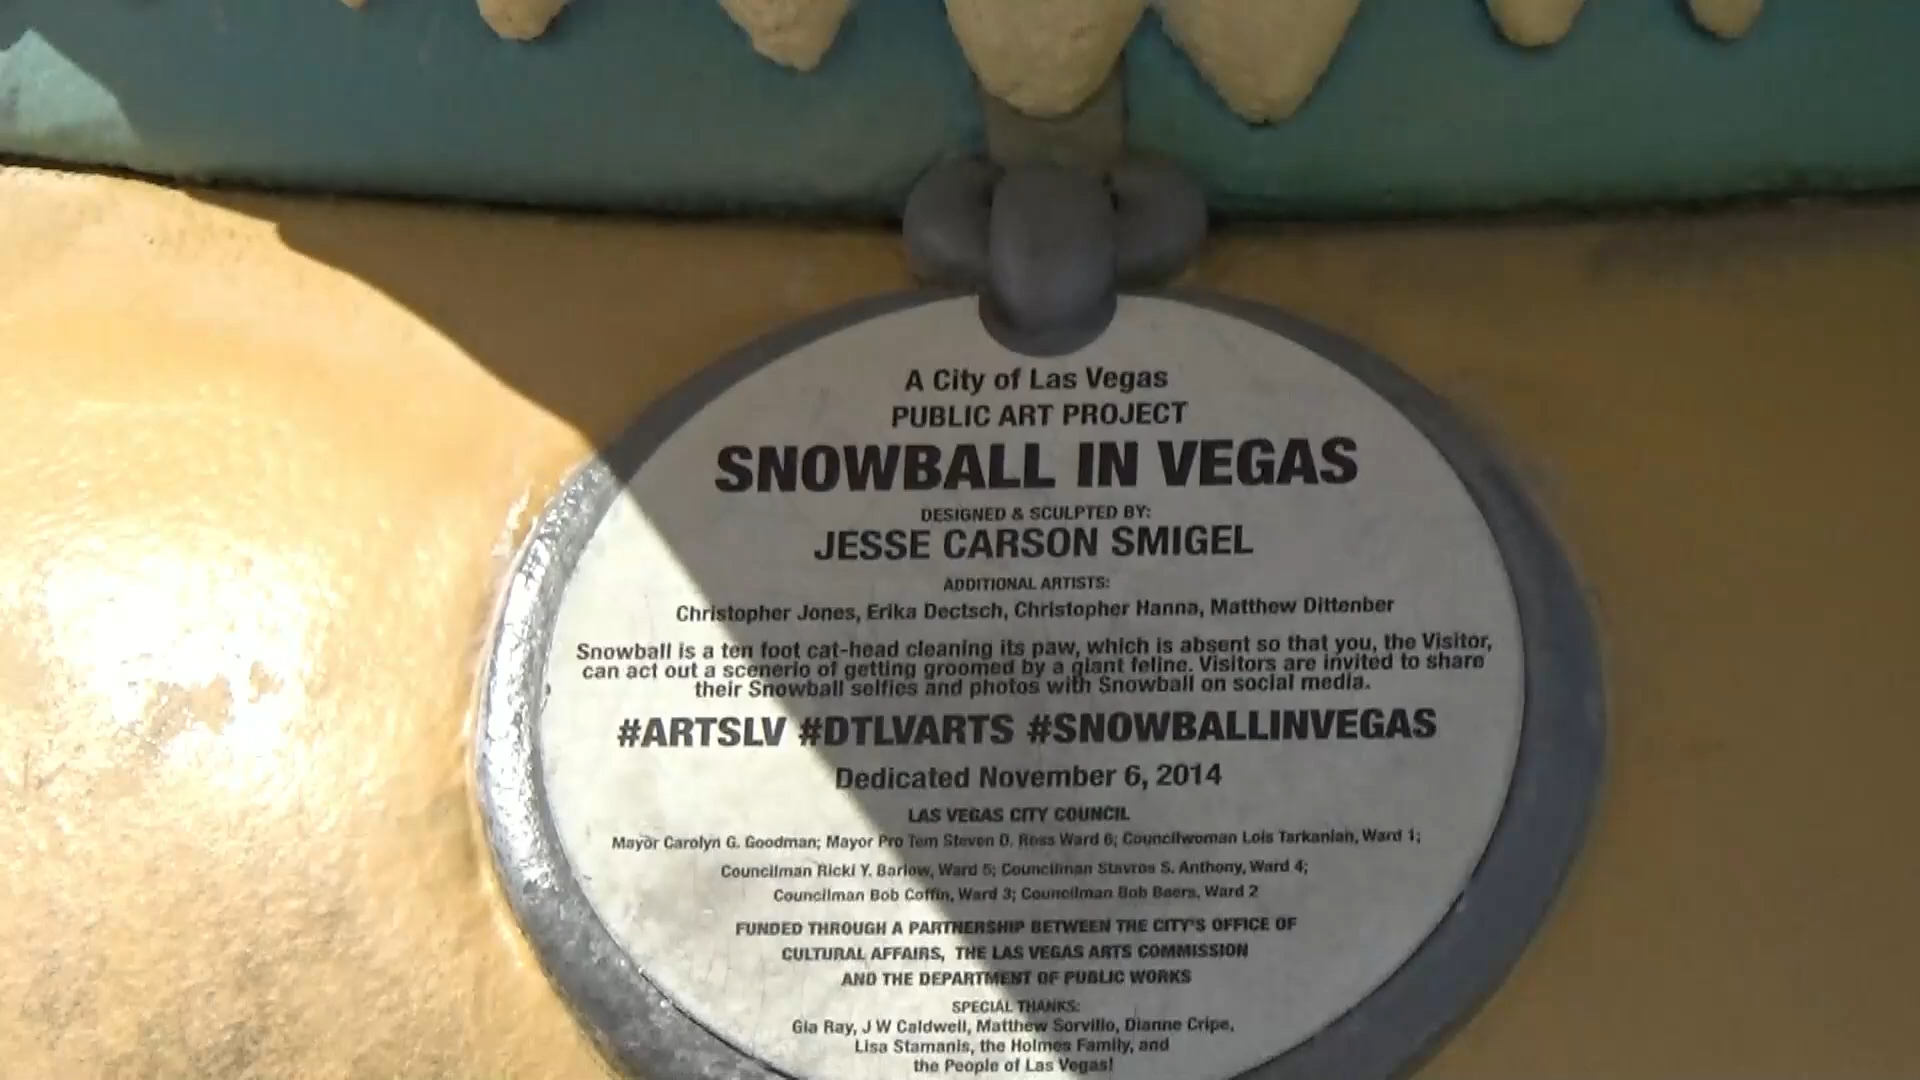 A City of Las Vegas
PUBLIC ART PROJECT
SNOWBALL IN VEGAS
DESIGNED & SCULPTED BY:
JESSE CARSON SMIGEL
ADDITIONAL ARTISTS:
Christopher Jones, Erika Dectsch, Christopher Hanna, Matthew Dittenber
Snowball is a ten foot cat-head cleaning its paw, which is absent so that you, the Visitor,
can act out a scenerio of getting groomed by a giant feline. Visitors are invited to share
their Snowball selfies and photos with Snowball on social media.
#ARTSLV #DTLVARTS #SNOWBALLINVEGAS
Dedicated November 6, 2014
LAS VEGAS CITY COUNCIL
Mayor Carolyn G. Goodman; Mayor Pro Tem Steven D. Ross Ward 6; Councilwoman Lois Tarkanian, Ward 1;
Councilman Ricki Y. Barlow, Ward 5; Councilman Stavros S. Anthony, Ward 4;
Councilman Bob Coffin, Ward 3; Councilman Bob Beers, Ward 2
FUNDED THROUGH A PARTNERSHIP BETWEEN THE CITY'S OFFICE OF
CULTURAL AFFAIRS, THE LAS VEGAS ARTS COMMISSION
AND THE DEPARTMENT OF PUBLIC WORKS
SPECIAL THANKS:
Gia Ray, J W Caldwell, Matthew Sorvillo, Dianne Cripe,
Lisa Stamanis, the Holmes Family, and
the People of Las Vegas!